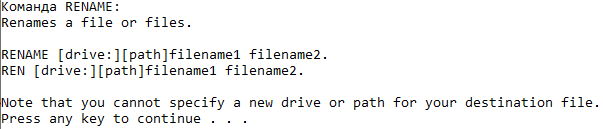 Команда RENAME:
Renames a file or files.

RENAME [drive:][path]filename1 filename2.
REN [drive:][path]filename1 filename2.

Note that you cannot specify a new drive or path for your destination file.
Press any key to continue . . .